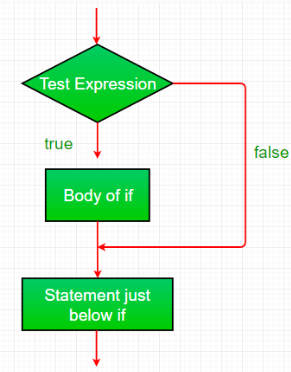 Test Expression
true
false
Body of if
Statement just
below if